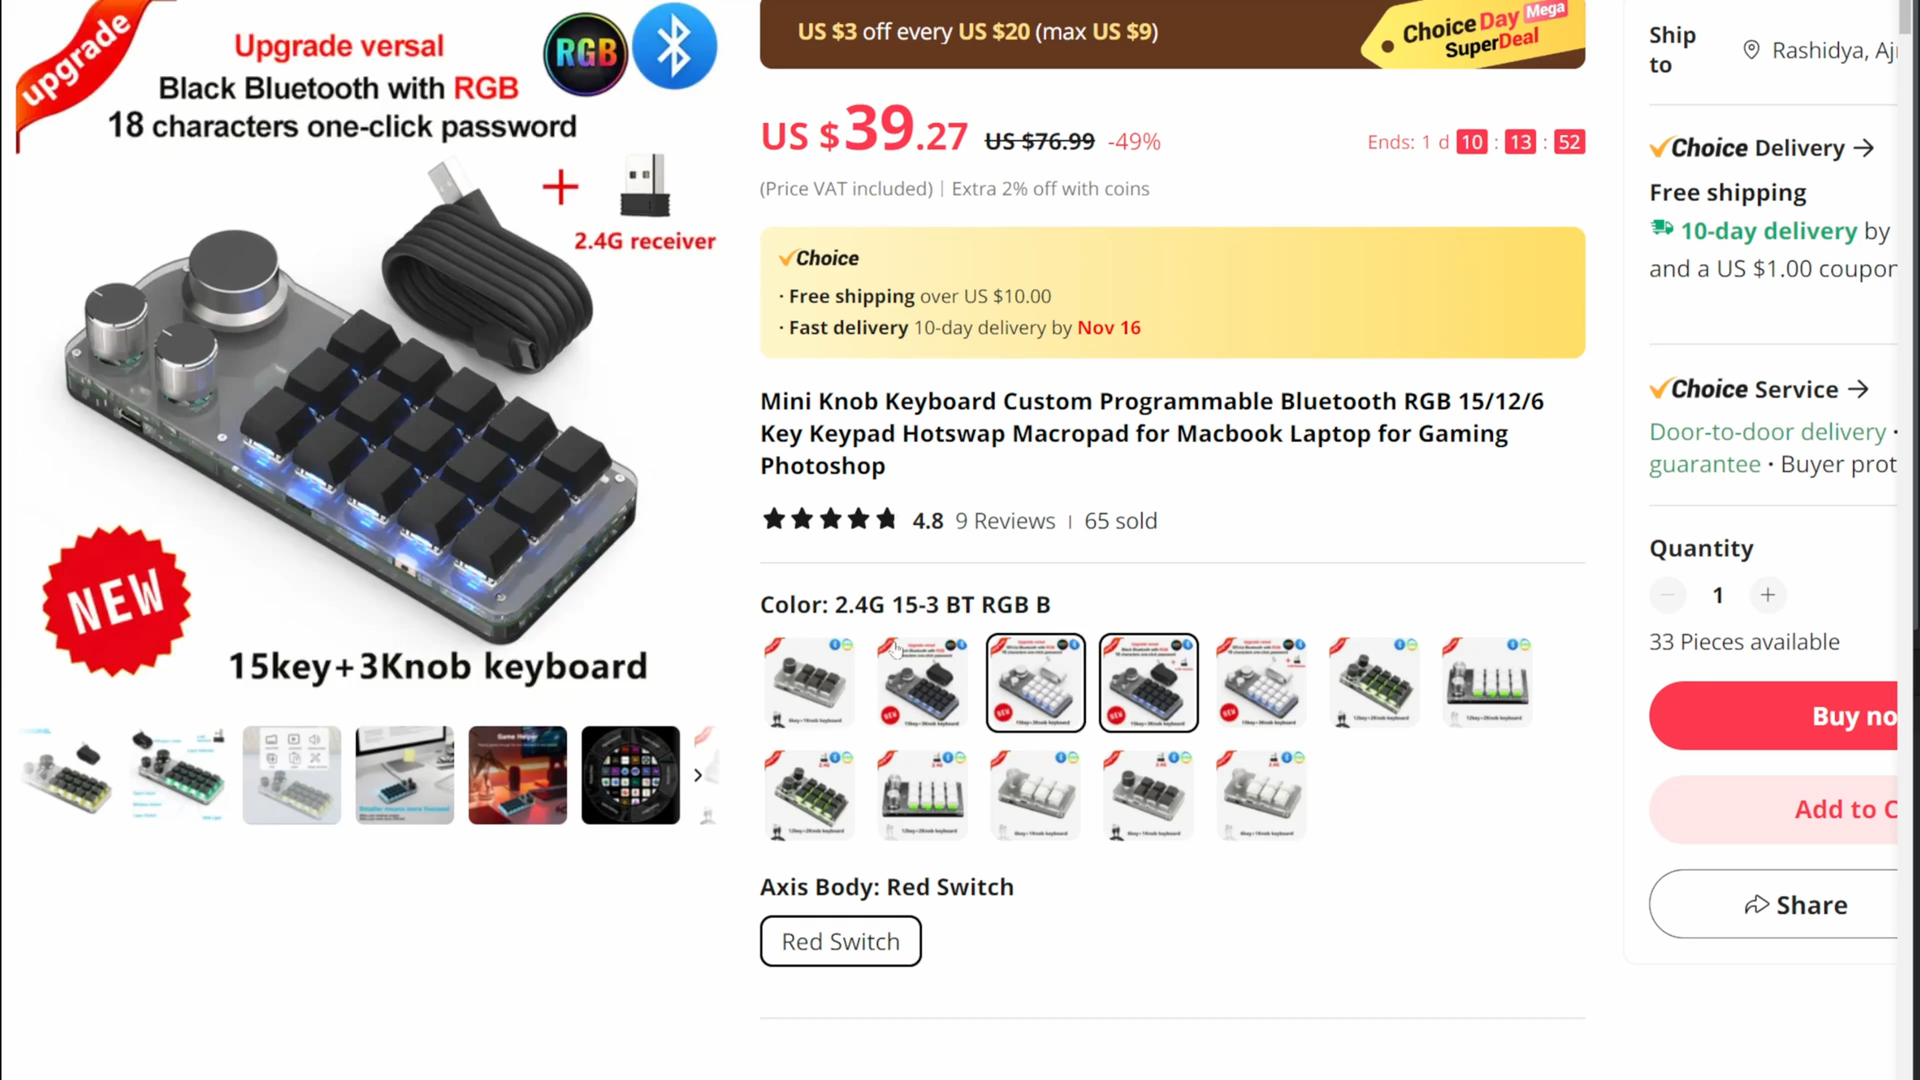 upgrade
Upgrade versal
Black Bluetooth with RGB
18 characters one-click password
RGB
+
2.4G receiver
NEW
15key+3Knob keyboard
US $3 off every US $20 (max US $9)
Choice Day Mega
SuperDeal
US $39.27 US $76.99 -49%
Ends: 1 d 10 : 13 : 52
(Price VAT included) | Extra 2% off with coins
Choice
· Free shipping over US $10.00
· Fast delivery 10-day delivery by Nov 16
Mini Knob Keyboard Custom Programmable Bluetooth RGB 15/12/6
Key Keypad Hotswap Macropad for Macbook Laptop for Gaming
Photoshop
4.8 9 Reviews | 65 sold
Color: 2.4G 15-3 BT RGB B
Axis Body: Red Switch
Red Switch
Ship
to
Rashidya, Aj
Choice Delivery →
Free shipping
10-day delivery by
and a US $1.00 coupon
Choice Service →
Door-to-door delivery ·
guarantee · Buyer prot
Quantity
− 1 +
33 Pieces available
Buy no
Add to C
Share